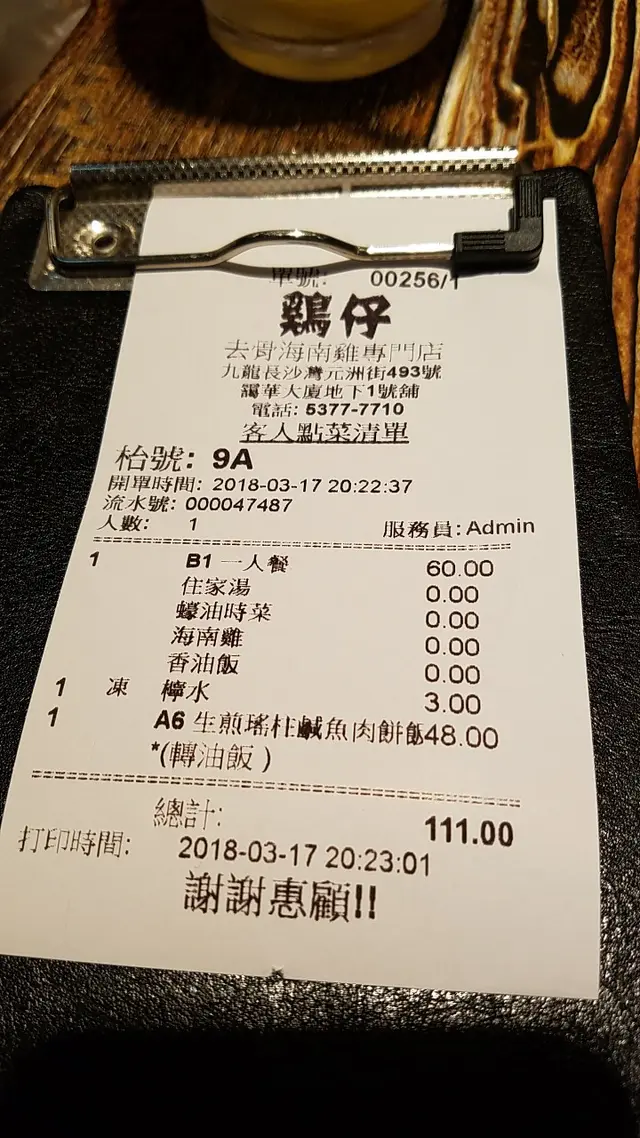 單號: 00256/1
鷄仔
去骨海南雞專門店
九龍長沙灣元洲街493號
靄華大廈地下1號舖
電話: 5377-7710
客人點菜清單
枱號: 9A
開單時間: 2018-03-17 20:22:37
流水號: 000047487
人數: 1 服務員: Admin
1 B1 一人餐 60.00
住家湯 0.00
蠔油時菜 0.00
海南雞 0.00
香油飯 0.00
1 凍 檸水 3.00
1 A6 生煎瑤柱鹹魚肉餅飯48.00
*(轉油飯 )
總計: 111.00
打印時間: 2018-03-17 20:23:01
謝謝惠顧!!